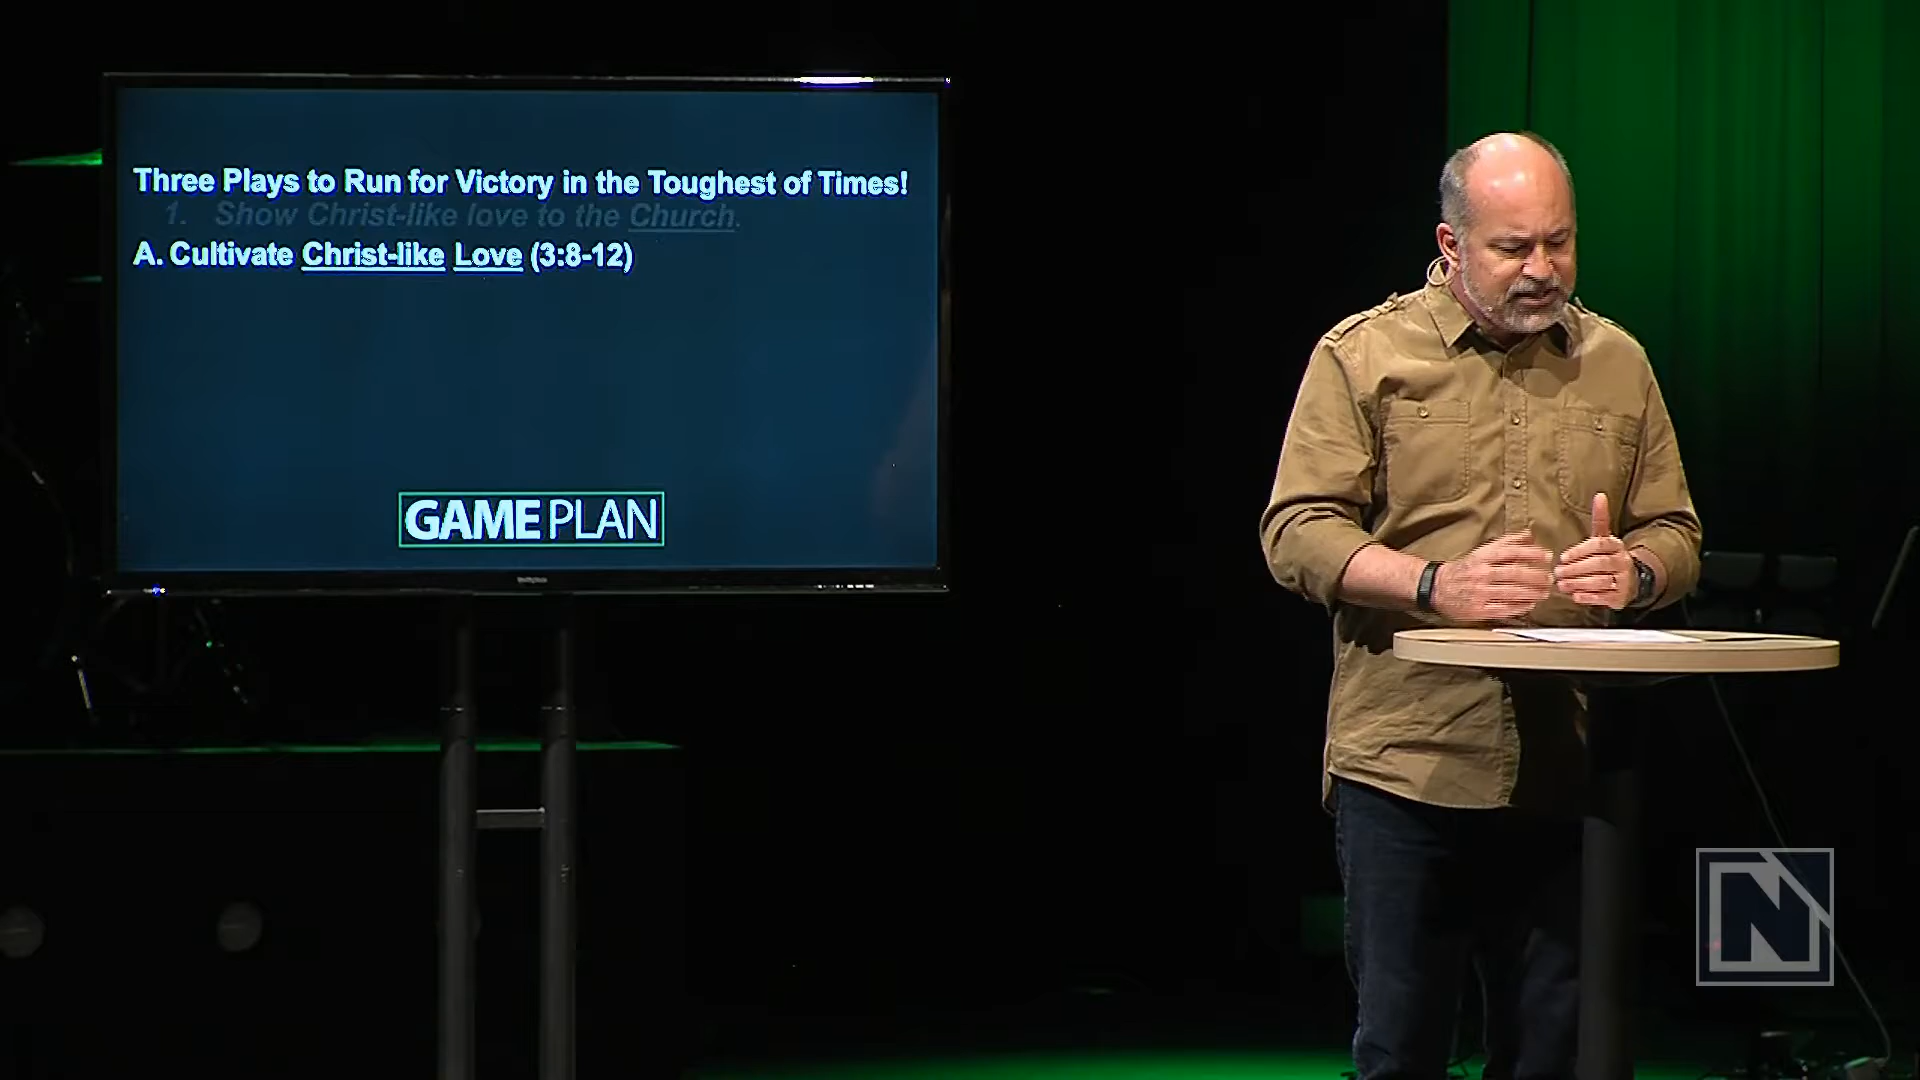 Three Plays to Run for Victory in the Toughest of Times!
1. Show Christ-like love to the Church.
A. Cultivate Christ-like Love (3:8-12)
GAME PLAN
N